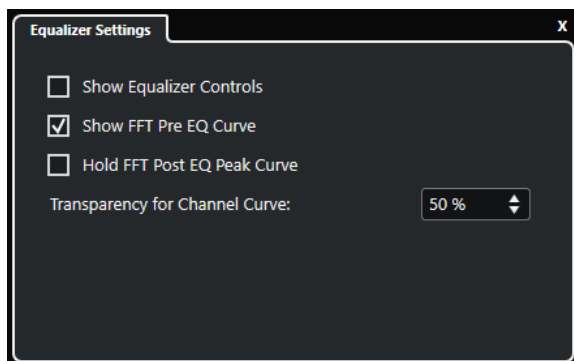 Equalizer Settings
X
Show Equalizer Controls
Show FFT Pre EQ Curve
Hold FFT Post EQ Peak Curve
Transparency for Channel Curve:
50 %